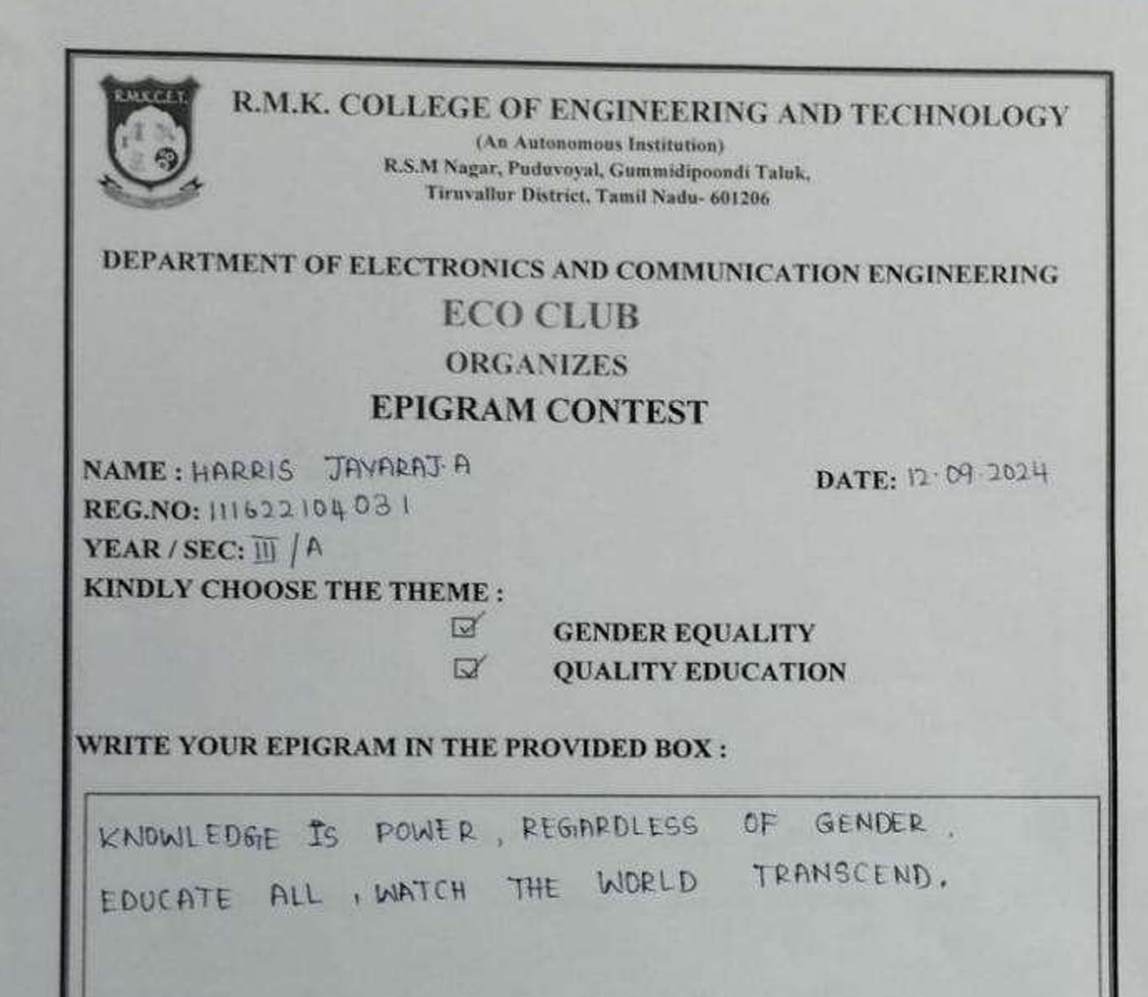 R.M.K.C.E.T.
R.M.K. COLLEGE OF ENGINEERING AND TECHNOLOGY
(An Autonomous Institution)
R.S.M Nagar, Puduvoyal, Gummidipoondi Taluk,
Tiruvallur District, Tamil Nadu- 601206
DEPARTMENT OF ELECTRONICS AND COMMUNICATION ENGINEERING
ECO CLUB
ORGANIZES
EPIGRAM CONTEST
NAME : HARRIS JAYARAJ.A
DATE: 12.09.2024
REG.NO: 111622104031
YEAR / SEC: III / A
KINDLY CHOOSE THE THEME :
GENDER EQUALITY
QUALITY EDUCATION
WRITE YOUR EPIGRAM IN THE PROVIDED BOX :
KNOWLEDGE IS POWER , REGARDLESS OF GENDER .
EDUCATE ALL , WATCH THE WORLD TRANSCEND.